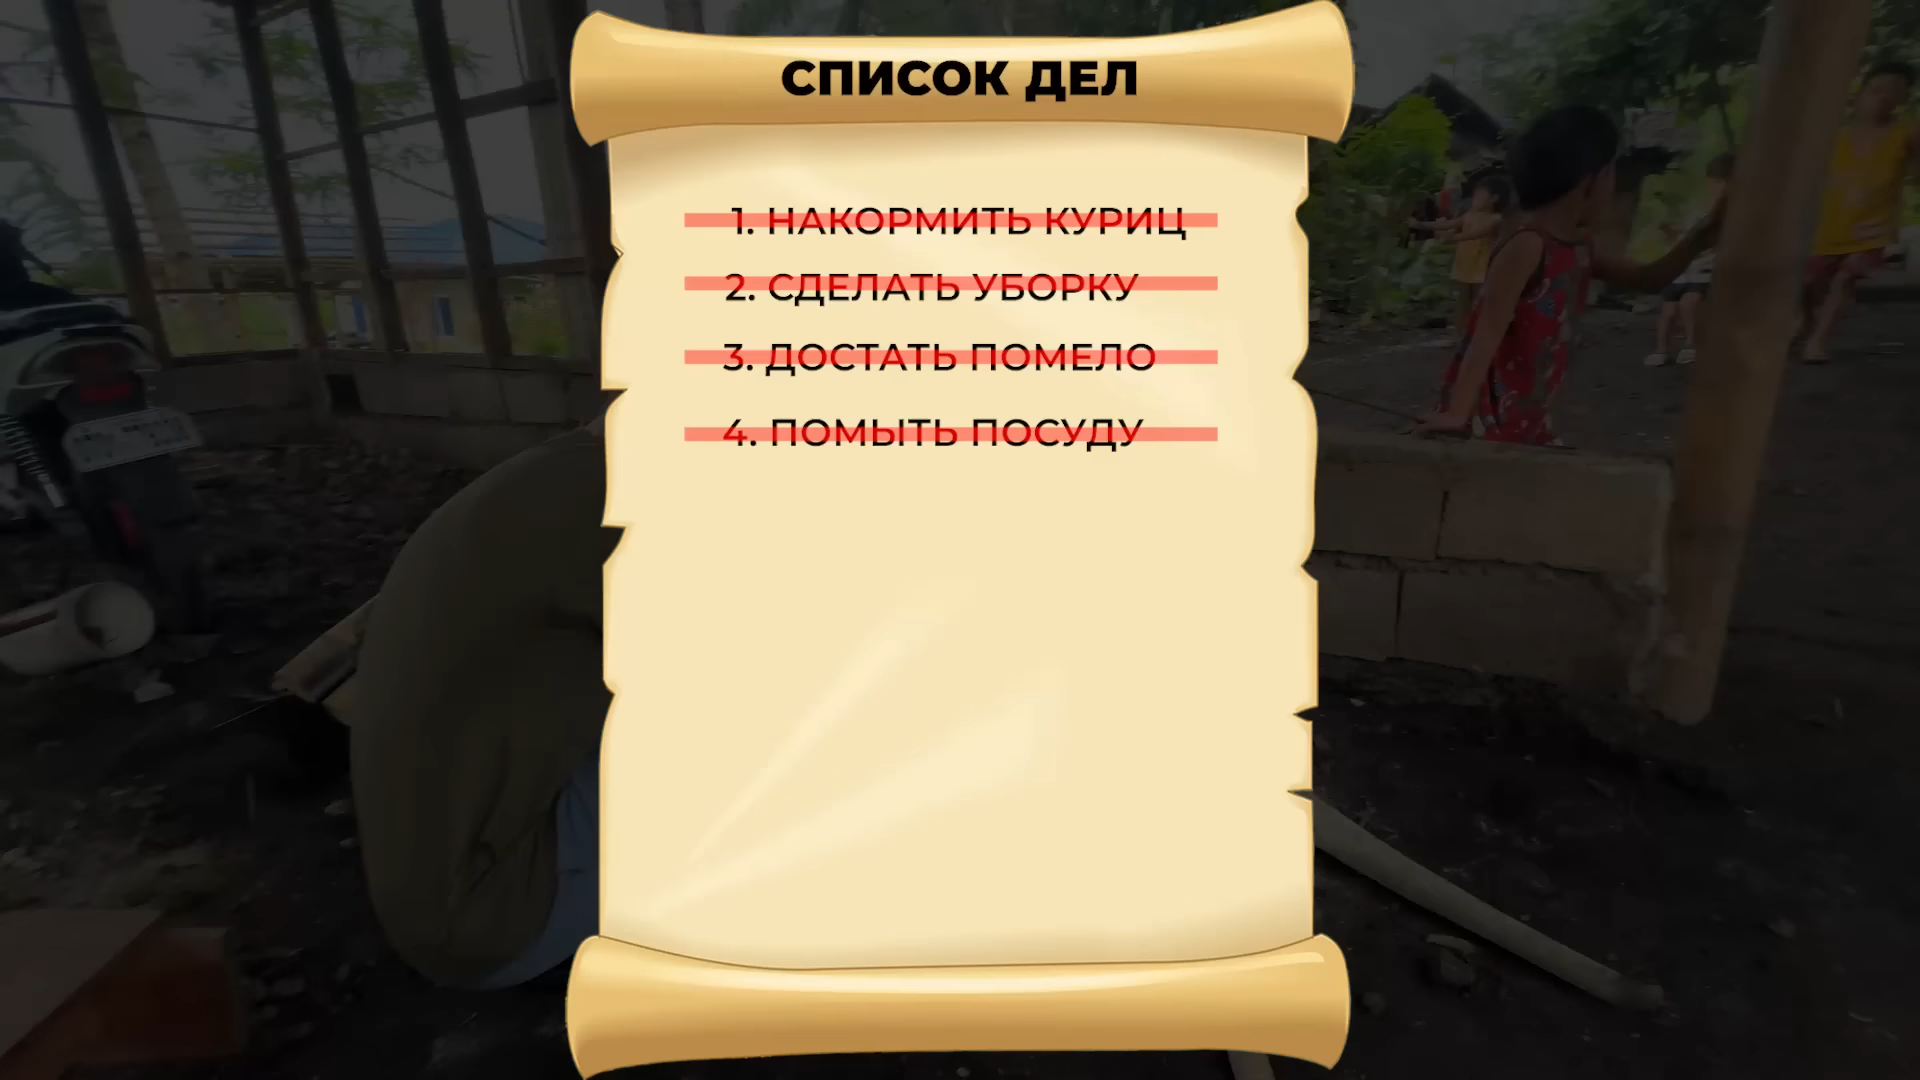 СПИСОК ДЕЛ
1. НАКОРМИТЬ КУРИЦ
2. СДЕЛАТЬ УБОРКУ
3. ДОСТАТЬ ПОМЕЛО
4. ПОМЫТЬ ПОСУДУ